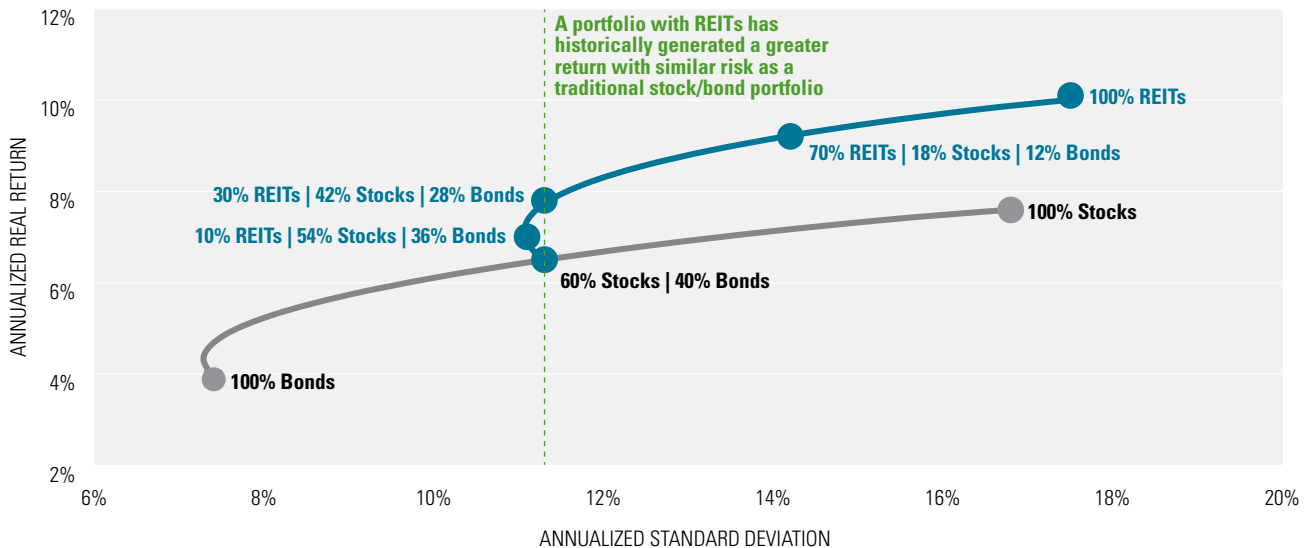 12%
10%
8%
6%
4%
2%
ANNUALIZED REAL RETURN
A portfolio with REITs has
historically generated a greater
return with similar risk as a
traditional stock/bond portfolio
100% REITs
70% REITs | 18% Stocks | 12% Bonds
30% REITs | 42% Stocks | 28% Bonds
100% Stocks
10% REITs | 54% Stocks | 36% Bonds
60% Stocks | 40% Bonds
100% Bonds
6%
8%
10%
12%
14%
16%
18%
20%
ANNUALIZED STANDARD DEVIATION